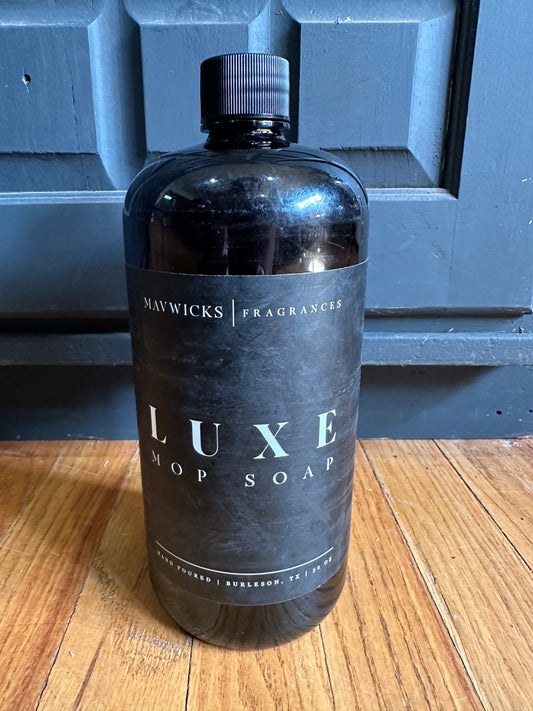 MAVWICKS | FRAGRANCES
LUXE
MOP SOAP
HAND POURED | BURLESON, TX | 32 OZ